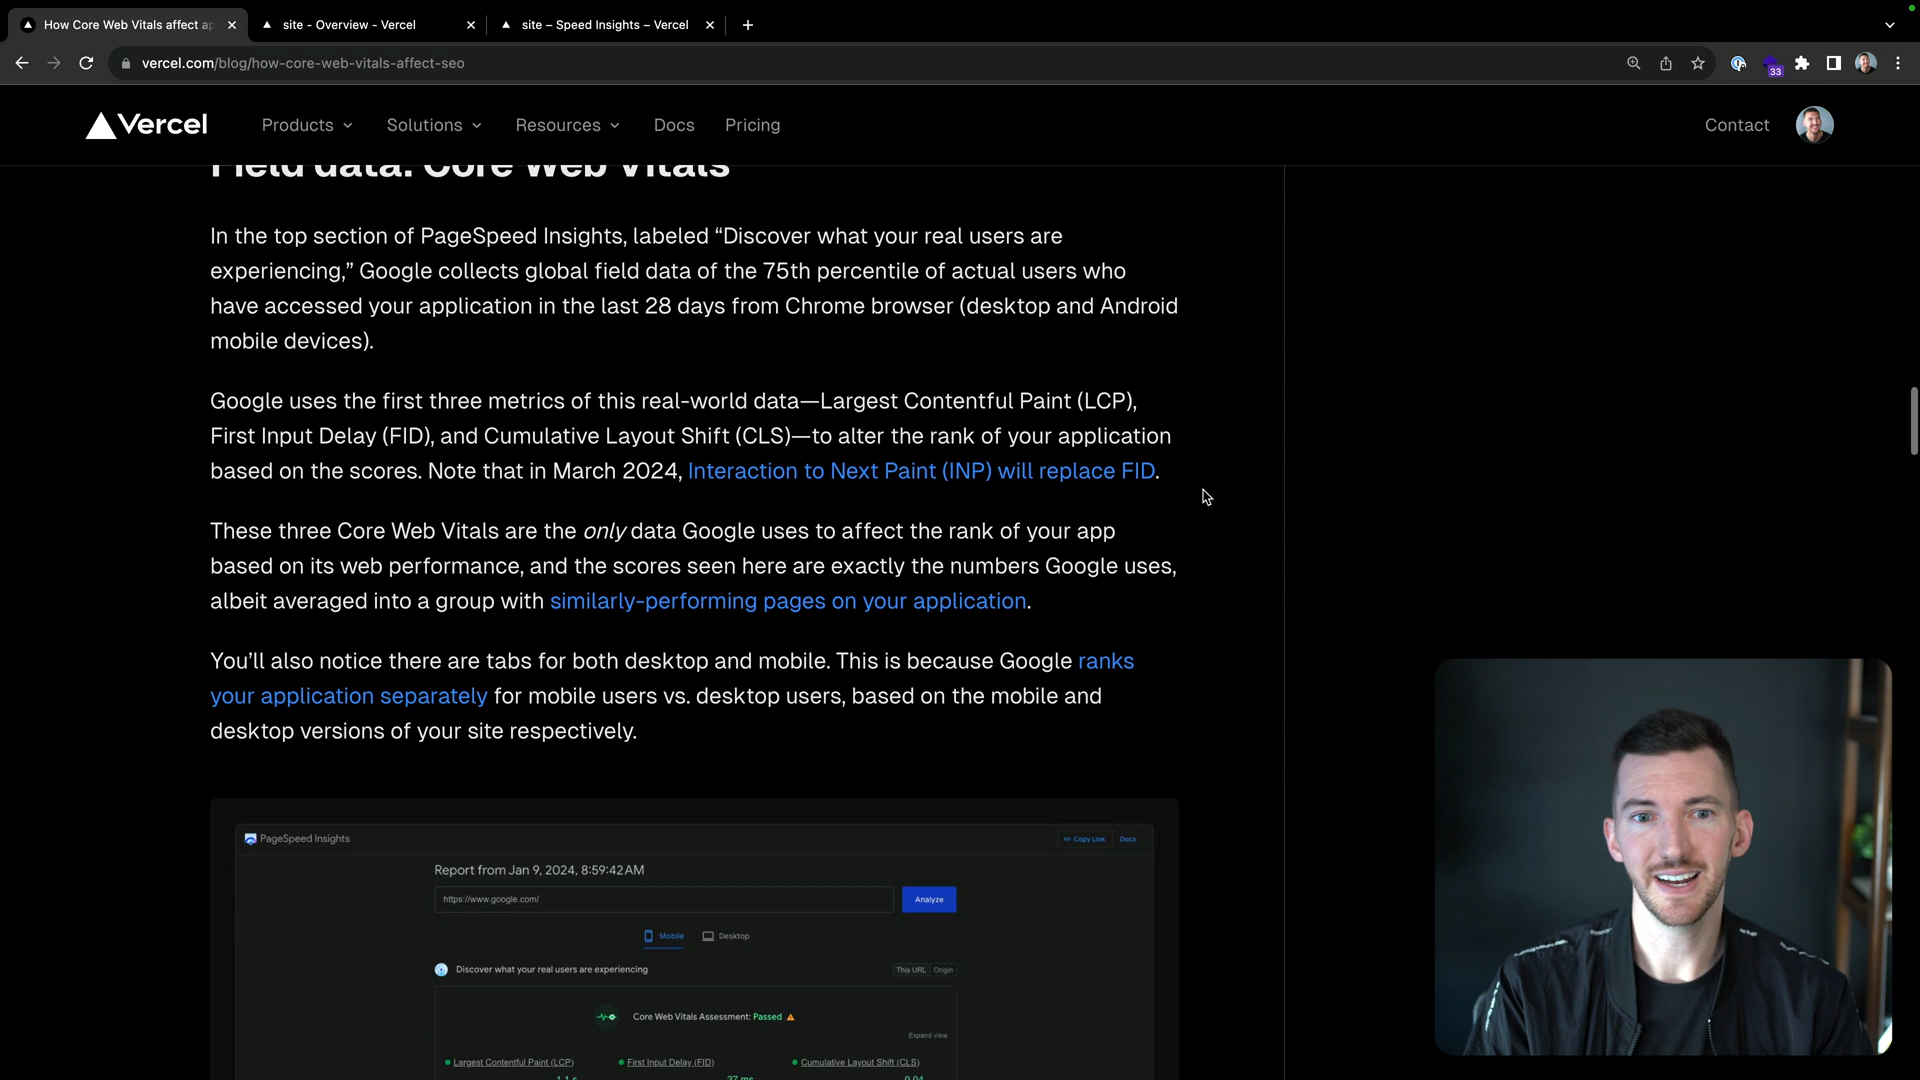 How Core Web Vitals affect ap
site - Overview - Vercel
site – Speed Insights – Vercel
vercel.com/blog/how-core-web-vitals-affect-seo
33
Vercel
Products
Solutions
Resources
Docs
Pricing
Contact
Field data: Core Web Vitals
In the top section of PageSpeed Insights, labeled “Discover what your real users are
experiencing,” Google collects global field data of the 75th percentile of actual users who
have accessed your application in the last 28 days from Chrome browser (desktop and Android
mobile devices).
Google uses the first three metrics of this real-world data—Largest Contentful Paint (LCP),
First Input Delay (FID), and Cumulative Layout Shift (CLS)—to alter the rank of your application
based on the scores. Note that in March 2024, Interaction to Next Paint (INP) will replace FID.
These three Core Web Vitals are the only data Google uses to affect the rank of your app
based on its web performance, and the scores seen here are exactly the numbers Google uses,
albeit averaged into a group with similarly-performing pages on your application.
You’ll also notice there are tabs for both desktop and mobile. This is because Google ranks
your application separately for mobile users vs. desktop users, based on the mobile and
desktop versions of your site respectively.
PageSpeed Insights
Copy Link
Docs
Report from Jan 9, 2024, 8:59:42 AM
https://www.google.com/
Analyze
Mobile
Desktop
Discover what your real users are experiencing
This URL
Origin
Core Web Vitals Assessment: Passed
Expand view
Largest Contentful Paint (LCP)
First Input Delay (FID)
Cumulative Layout Shift (CLS)
1.1 s
27 ms
0.04